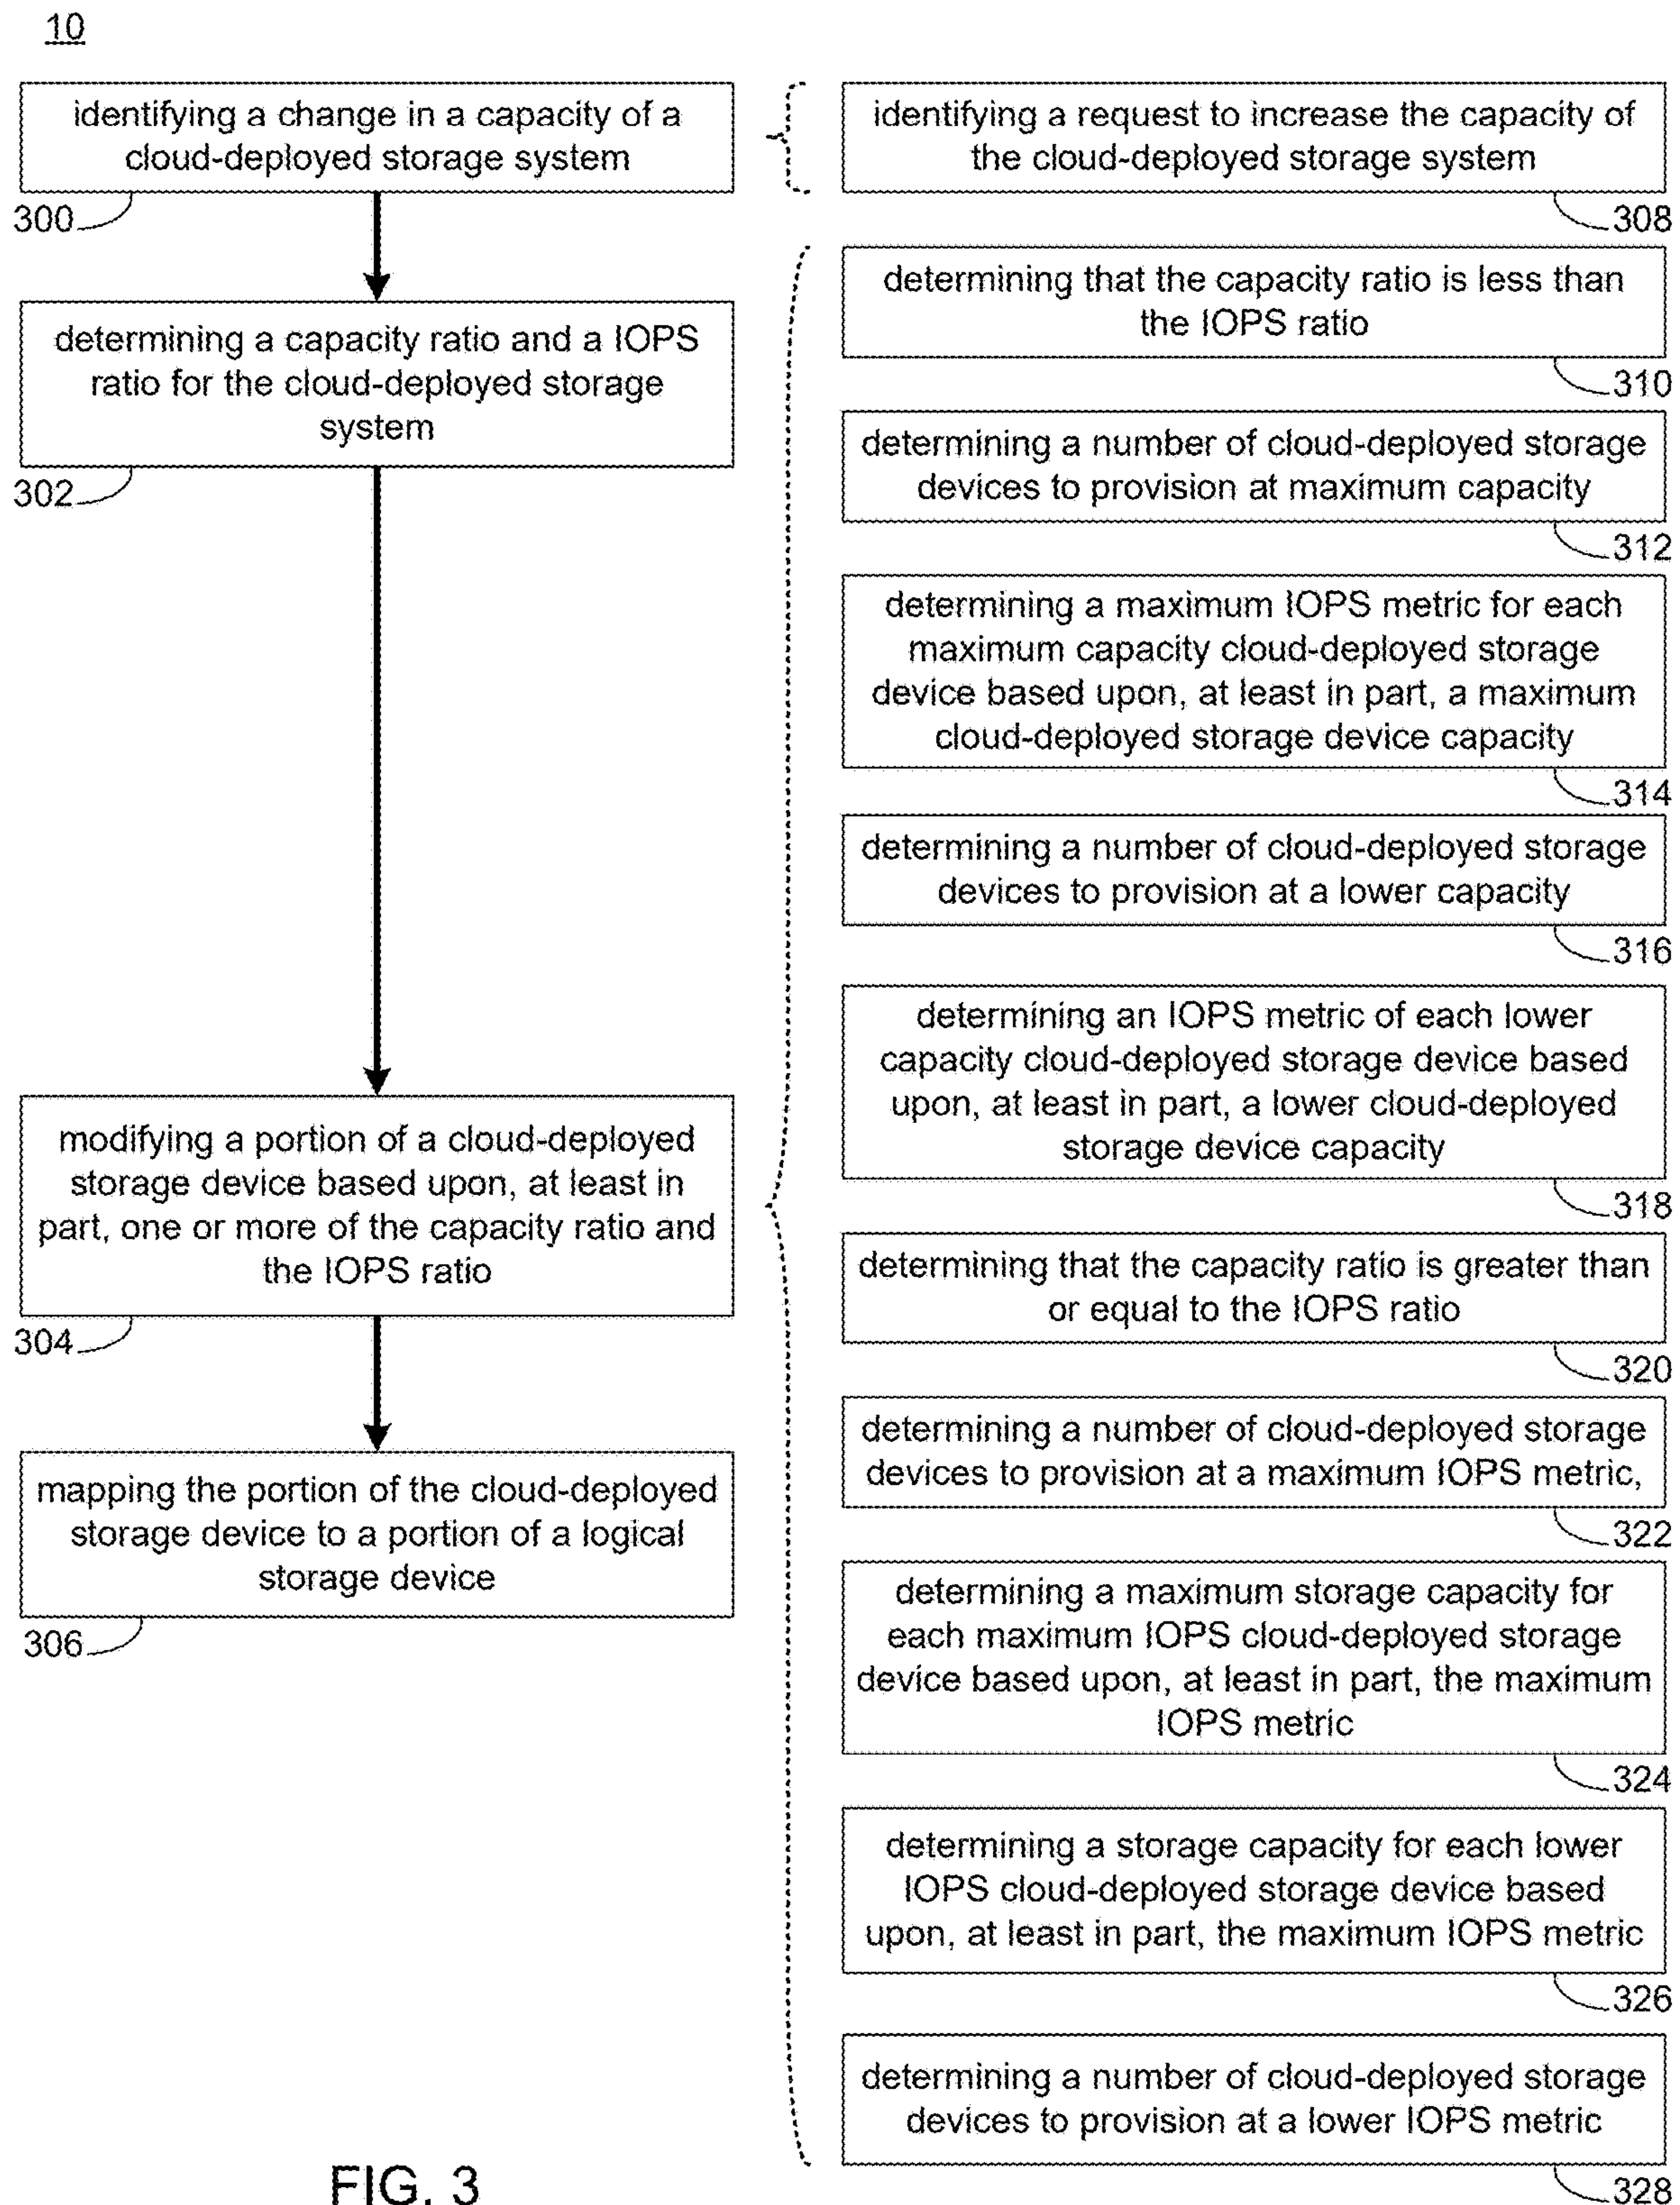 10
identifying a change in a capacity of a
cloud-deployed storage system
300
determining a capacity ratio and a IOPS
ratio for the cloud-deployed storage
system
302
modifying a portion of a cloud-deployed
storage device based upon, at least in
part, one or more of the capacity ratio and
the IOPS ratio
304
mapping the portion of the cloud-deployed
storage device to a portion of a logical
storage device
306
identifying a request to increase the capacity of
the cloud-deployed storage system
308
determining that the capacity ratio is less than
the IOPS ratio
310
determining a number of cloud-deployed storage
devices to provision at maximum capacity
312
determining a maximum IOPS metric for each
maximum capacity cloud-deployed storage
device based upon, at least in part, a maximum
cloud-deployed storage device capacity
314
determining a number of cloud-deployed storage
devices to provision at a lower capacity
316
determining an IOPS metric of each lower
capacity cloud-deployed storage device based
upon, at least in part, a lower cloud-deployed
storage device capacity
318
determining that the capacity ratio is greater than
or equal to the IOPS ratio
320
determining a number of cloud-deployed storage
devices to provision at a maximum IOPS metric,
322
determining a maximum storage capacity for
each maximum IOPS cloud-deployed storage
device based upon, at least in part, the maximum
IOPS metric
324
determining a storage capacity for each lower
IOPS cloud-deployed storage device based
upon, at least in part, the maximum IOPS metric
326
determining a number of cloud-deployed storage
devices to provision at a lower IOPS metric
328
FIG. 3